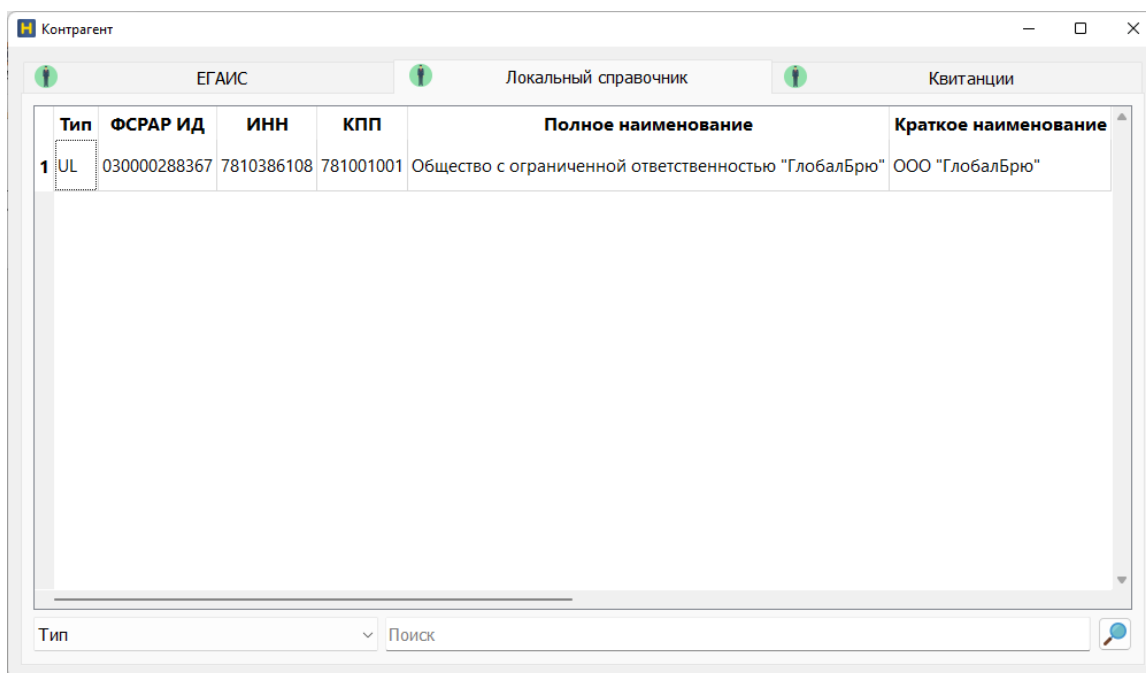 Контрагент
ЕГАИС Локальный справочник Квитанции
Тип ФСРАР ИД ИНН КПП Полное наименование Краткое наименование
1 UL 030000288367 7810386108 781001001 Общество с ограниченной ответственностью "ГлобалБрю" ООО "ГлобалБрю"
Тип Поиск